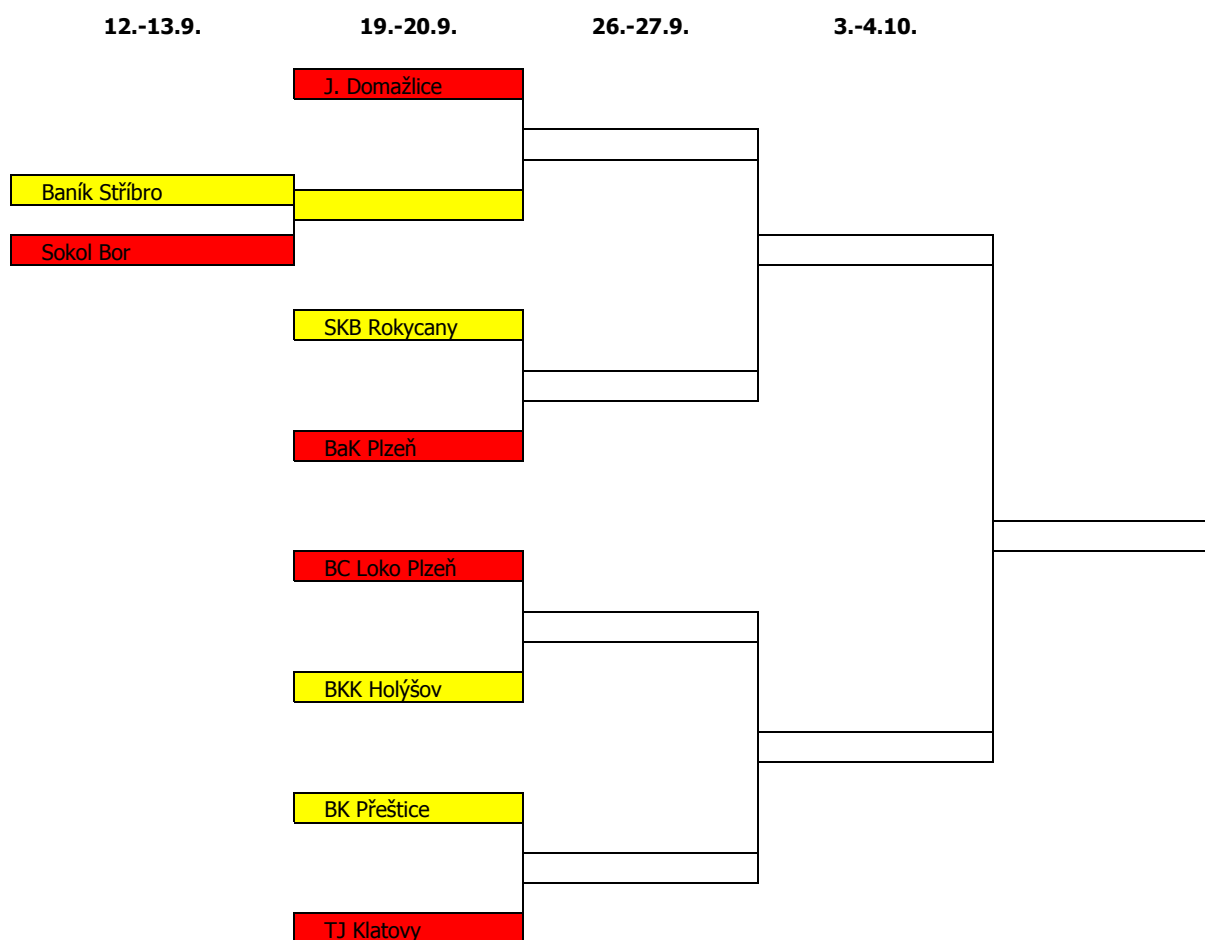 12.-13.9. 19.-20.9. 26.-27.9. 3.-4.10.
J. Domažlice
Baník Stříbro
Sokol Bor
SKB Rokycany
BaK Plzeň
BC Loko Plzeň
BKK Holýšov
BK Přeštice
TJ Klatovy